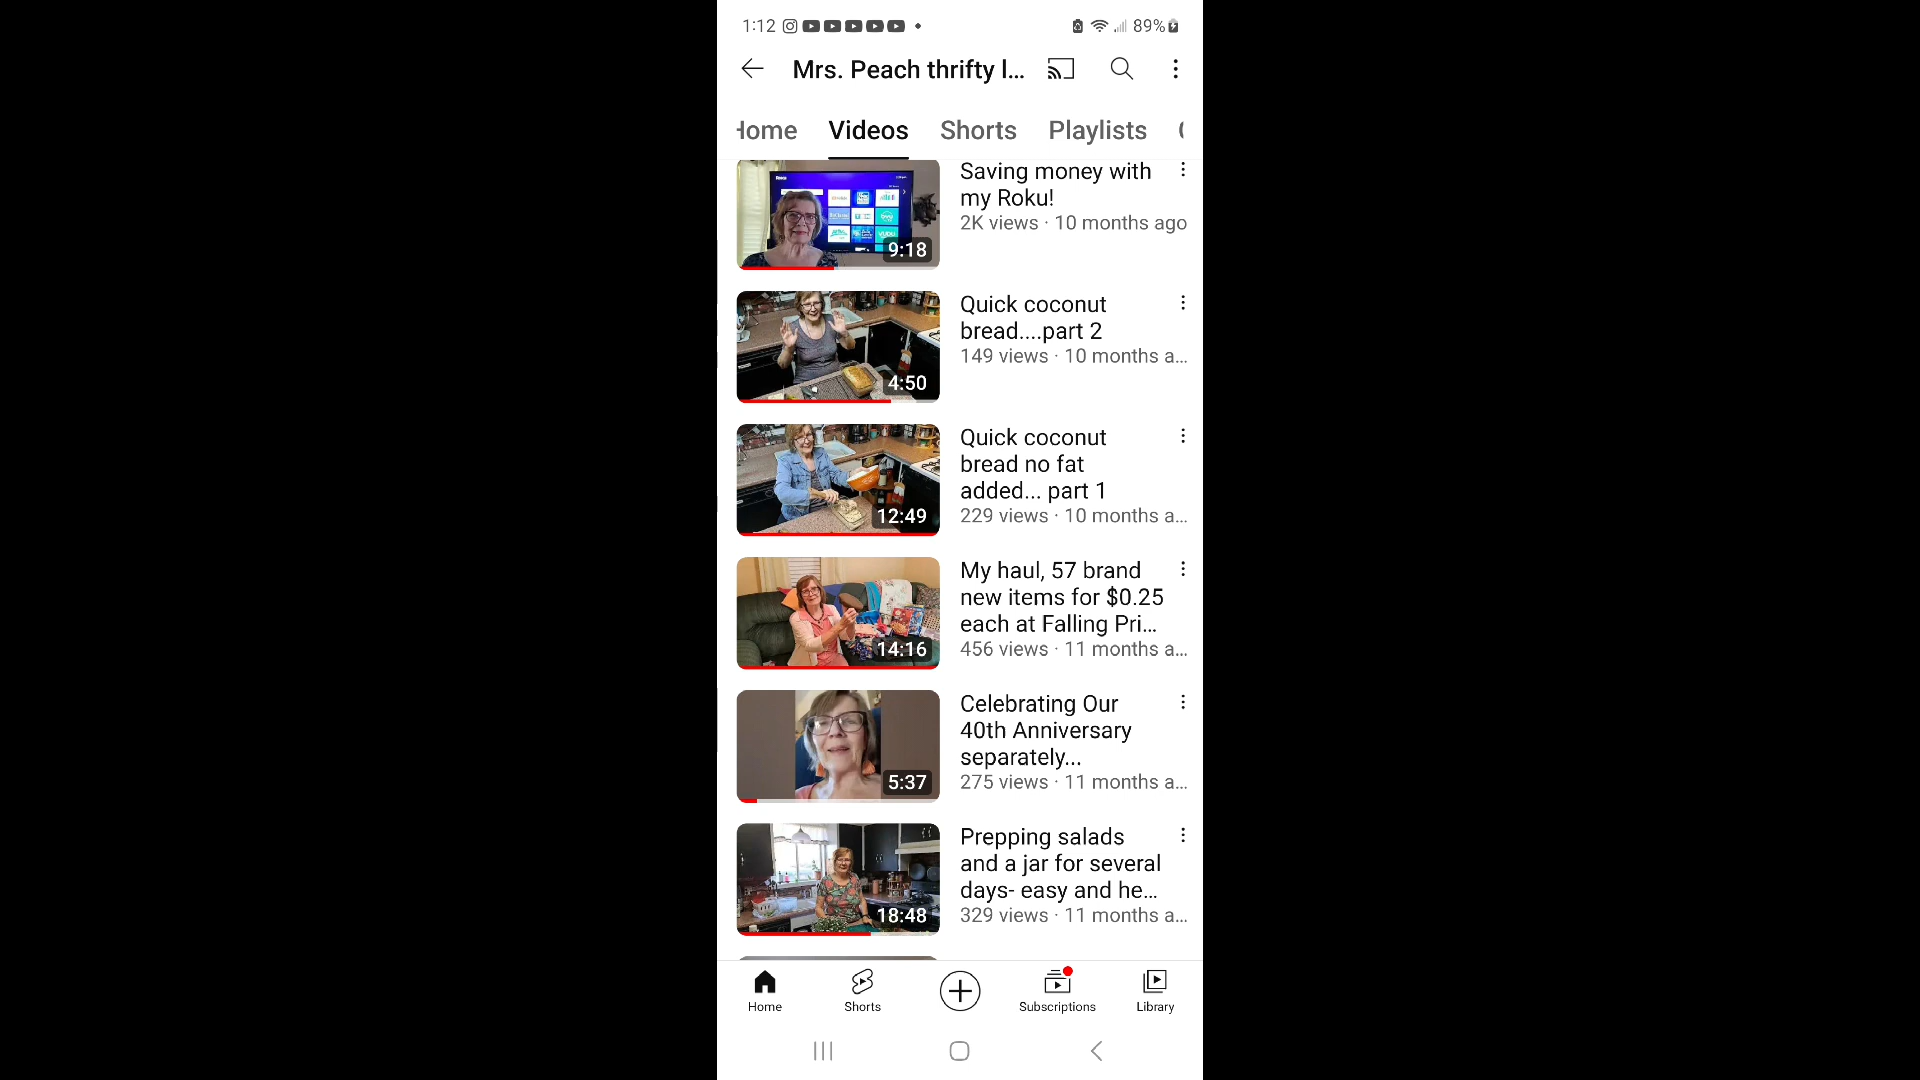 1:12 89%
Mrs. Peach thrifty l...
Home Videos Shorts Playlists
Saving money with
my Roku!
2K views · 10 months ago
9:18
Quick coconut
bread....part 2
149 views · 10 months a...
4:50
Quick coconut
bread no fat
added... part 1
229 views · 10 months a...
12:49
My haul, 57 brand
new items for $0.25
each at Falling Pri...
456 views · 11 months a...
14:16
Celebrating Our
40th Anniversary
separately...
275 views · 11 months a...
5:37
Prepping salads
and a jar for several
days- easy and he...
329 views · 11 months a...
18:48
Home Shorts Subscriptions Library